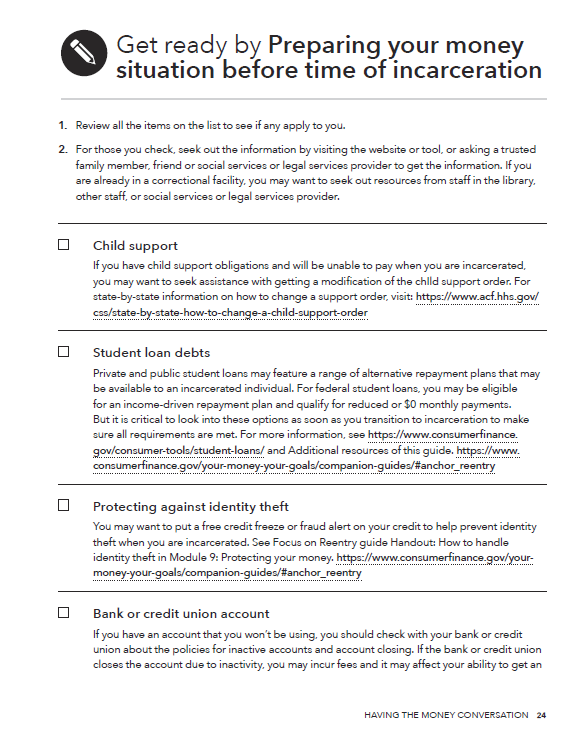 Get ready by Preparing your money
situation before time of incarceration
1. Review all the items on the list to see if any apply to you.
2. For those you check, seek out the information by visiting the website or tool, or asking a trusted
family member, friend or social services or legal services provider to get the information. If you
are already in a correctional facility, you may want to seek out resources from staff in the library,
other staff, or social services or legal services provider.
Child support
If you have child support obligations and will be unable to pay when you are incarcerated,
you may want to seek assistance with getting a modification of the chIld support order. For
state-by-state information on how to change a support order, visit: https://www.acf.hhs.gov/
css/state-by-state-how-to-change-a-child-support-order
Student loan debts
Private and public student loans may feature a range of alternative repayment plans that may
be available to an incarcerated individual. For federal student loans, you may be eligible
for an income-driven repayment plan and qualify for reduced or $0 monthly payments.
But it is critical to look into these options as soon as you transition to incarceration to make
sure all requirements are met. For more information, see https://www.consumerfinance.
gov/consumer-tools/student-loans/ and Additional resources of this guide. https://www.
consumerfinance.gov/your-money-your-goals/companion-guides/#anchor_reentry
Protecting against identity theft
You may want to put a free credit freeze or fraud alert on your credit to help prevent identity
theft when you are incarcerated. See Focus on Reentry guide Handout: How to handle
identity theft in Module 9: Protecting your money. https://www.consumerfinance.gov/your-
money-your-goals/companion-guides/#anchor_reentry
Bank or credit union account
If you have an account that you won't be using, you should check with your bank or credit
union about the policies for inactive accounts and account closing. If the bank or credit union
closes the account due to inactivity, you may incur fees and it may affect your ability to get an
HAVING THE MONEY CONVERSATION 24